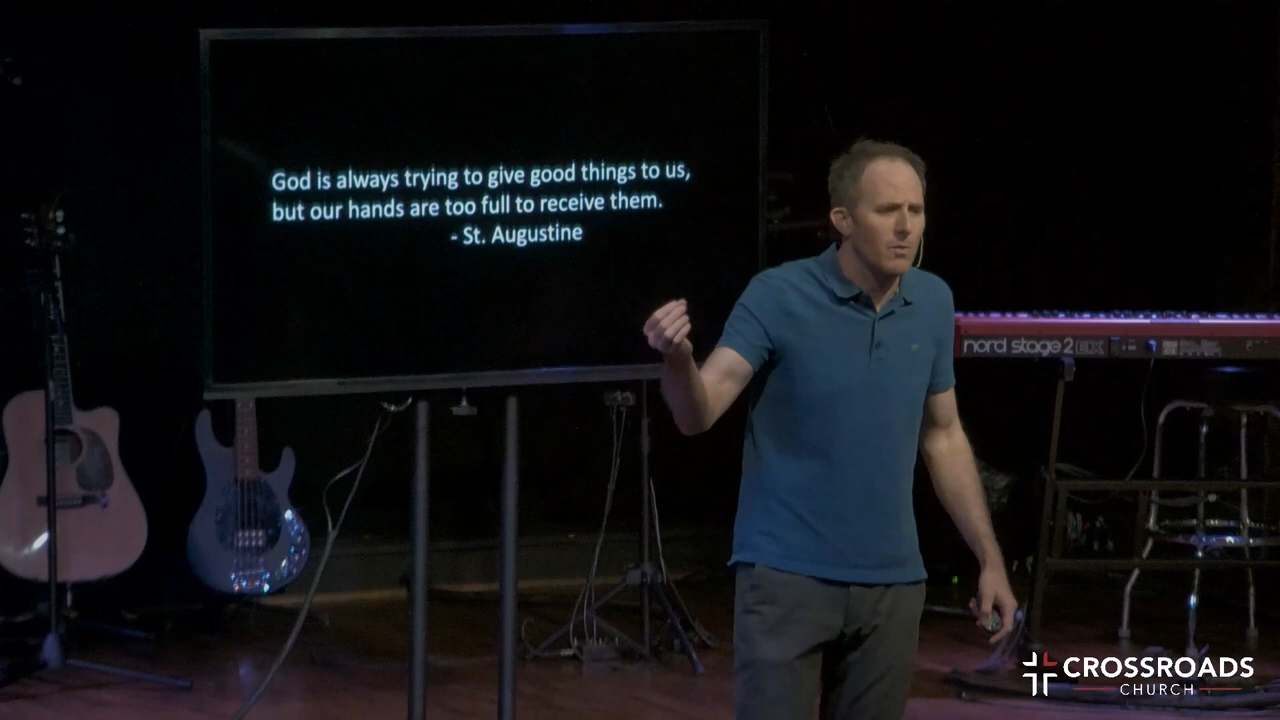 God is always trying to give good things to us,
but our hands are too full to receive them.
- St. Augustine
nord stage 2 EX
CROSSROADS
CHURCH